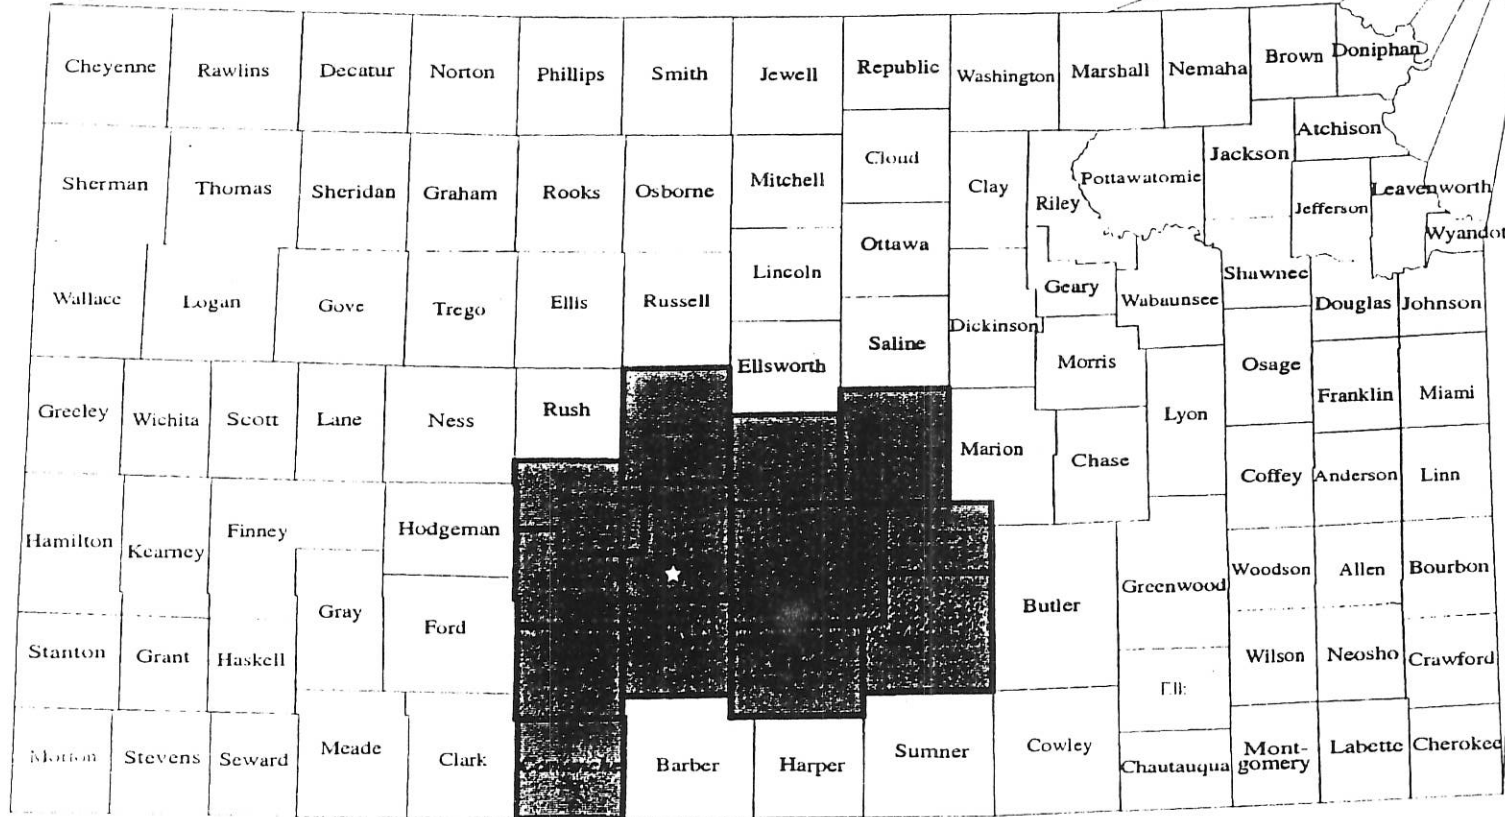 Cheyenne
Rawlins
Decatur
Norton
Phillips
Smith
Jewell
Republic
Washington
Marshall
Nemaha
Brown
Doniphan
Sherman
Thomas
Sheridan
Graham
Rooks
Osborne
Mitchell
Cloud
Clay
Riley
Pottawatomie
Jackson
Atchison
Jefferson
Leavenworth
Wyandot
Wallace
Logan
Gove
Trego
Ellis
Russell
Lincoln
Ottawa
Saline
Dickinson
Geary
Wabaunsee
Shawnee
Douglas
Johnson
Greeley
Wichita
Scott
Lane
Ness
Rush
Ellsworth
Marion
Morris
Chase
Lyon
Osage
Franklin
Miami
Hamilton
Kearney
Finney
Hodgeman
Coffey
Anderson
Linn
Gray
Ford
Butler
Greenwood
Woodson
Allen
Bourbon
Stanton
Grant
Haskell
Wilson
Neosho
Crawford
Morton
Stevens
Seward
Meade
Clark
Comanche
Barber
Harper
Sumner
Cowley
Chautauqua
Mont-
gomery
Labette
Cherokee